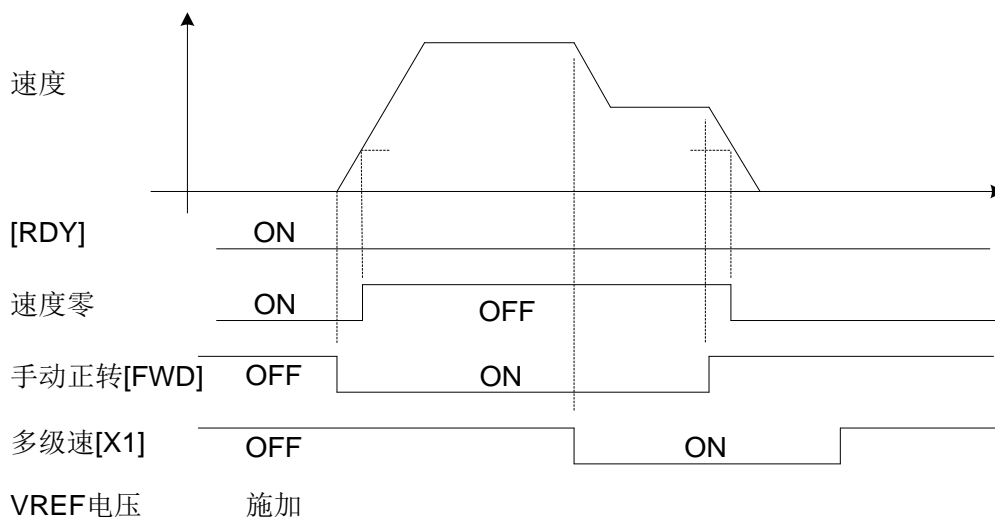 速度
[RDY] ON
速度零 ON OFF
手动正转[FWD] OFF ON
多级速[X1] OFF ON
VREF电压 施加